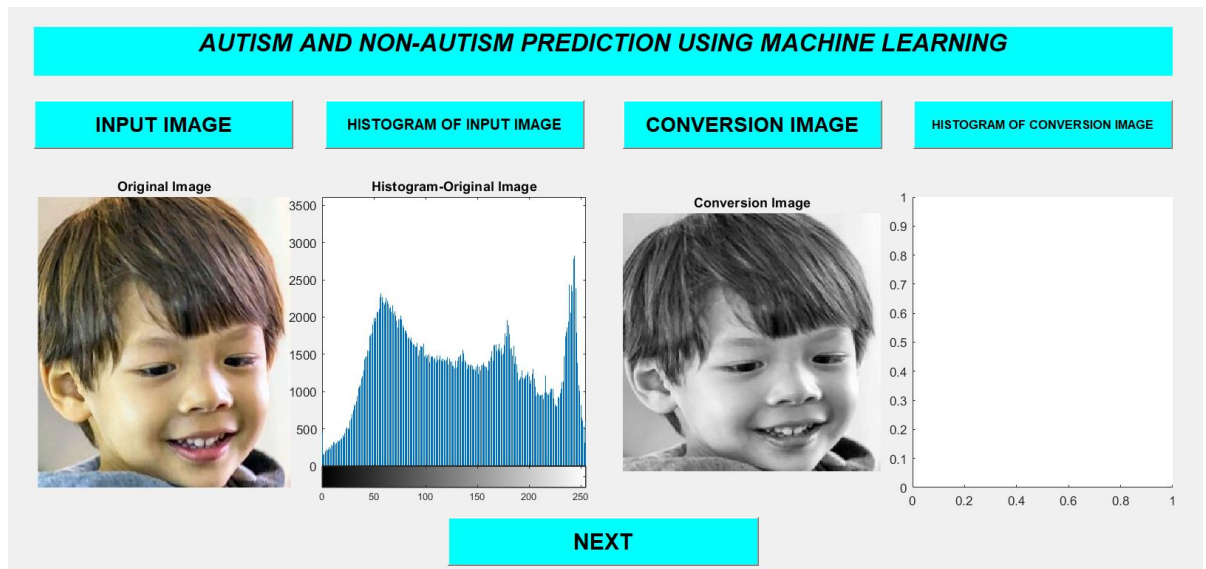 AUTISM AND NON-AUTISM PREDICTION USING MACHINE LEARNING
INPUT IMAGE
HISTOGRAM OF INPUT IMAGE
CONVERSION IMAGE
HISTOGRAM OF CONVERSION IMAGE
Original Image
Histogram-Original Image
Conversion Image
3500
3000
2500
2000
1500
1000
500
0
0 50 100 150 200 250
1
0.9
0.8
0.7
0.6
0.5
0.4
0.3
0.2
0.1
0
0 0.2 0.4 0.6 0.8 1
NEXT